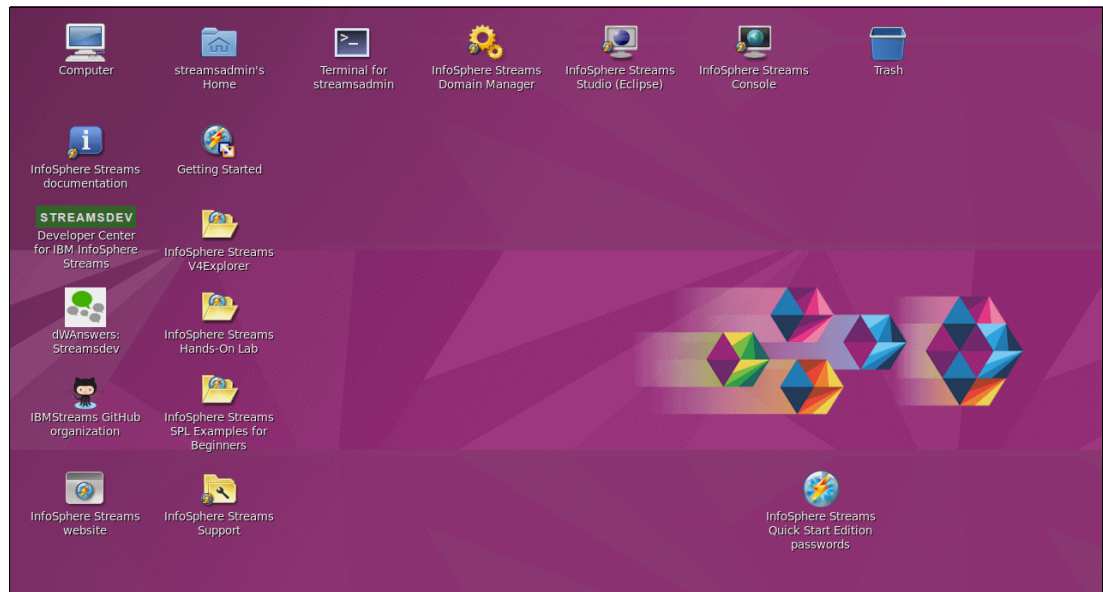 Computer
streamsadmin's
Home
>_
Terminal for
streamsadmin
InfoSphere Streams
Domain Manager
InfoSphere Streams
Studio (Eclipse)
InfoSphere Streams
Console
Trash
i
InfoSphere Streams
documentation
Getting Started
STREAMSDEV
Developer Center
for IBM InfoSphere
Streams
InfoSphere Streams
V4Explorer
dWAnswers:
Streamsdev
InfoSphere Streams
Hands-On Lab
IBMStreams GitHub
organization
InfoSphere Streams
SPL Examples for
Beginners
InfoSphere Streams
website
InfoSphere Streams
Support
InfoSphere Streams
Quick Start Edition
passwords